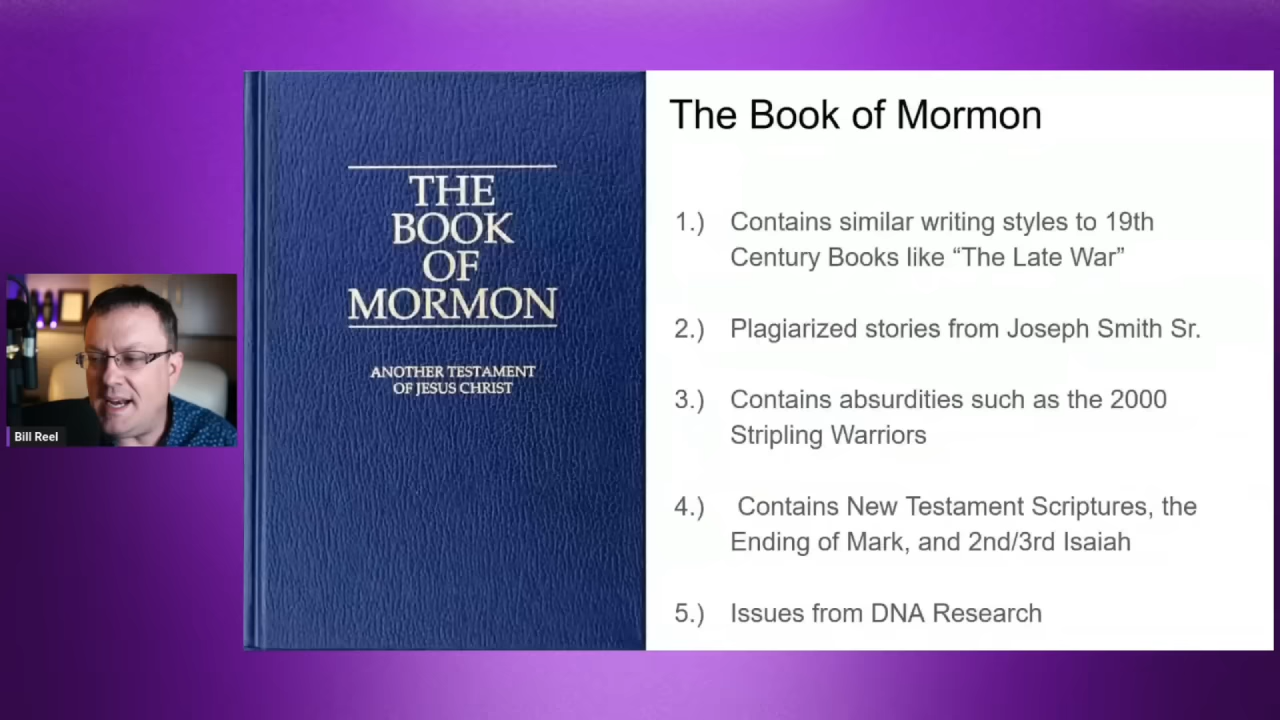 THE
BOOK
OF
MORMON
ANOTHER TESTAMENT
OF JESUS CHRIST
The Book of Mormon
1.) Contains similar writing styles to 19th
Century Books like “The Late War”
2.) Plagiarized stories from Joseph Smith Sr.
3.) Contains absurdities such as the 2000
Stripling Warriors
4.) Contains New Testament Scriptures, the
Ending of Mark, and 2nd/3rd Isaiah
5.) Issues from DNA Research
Bill Reel